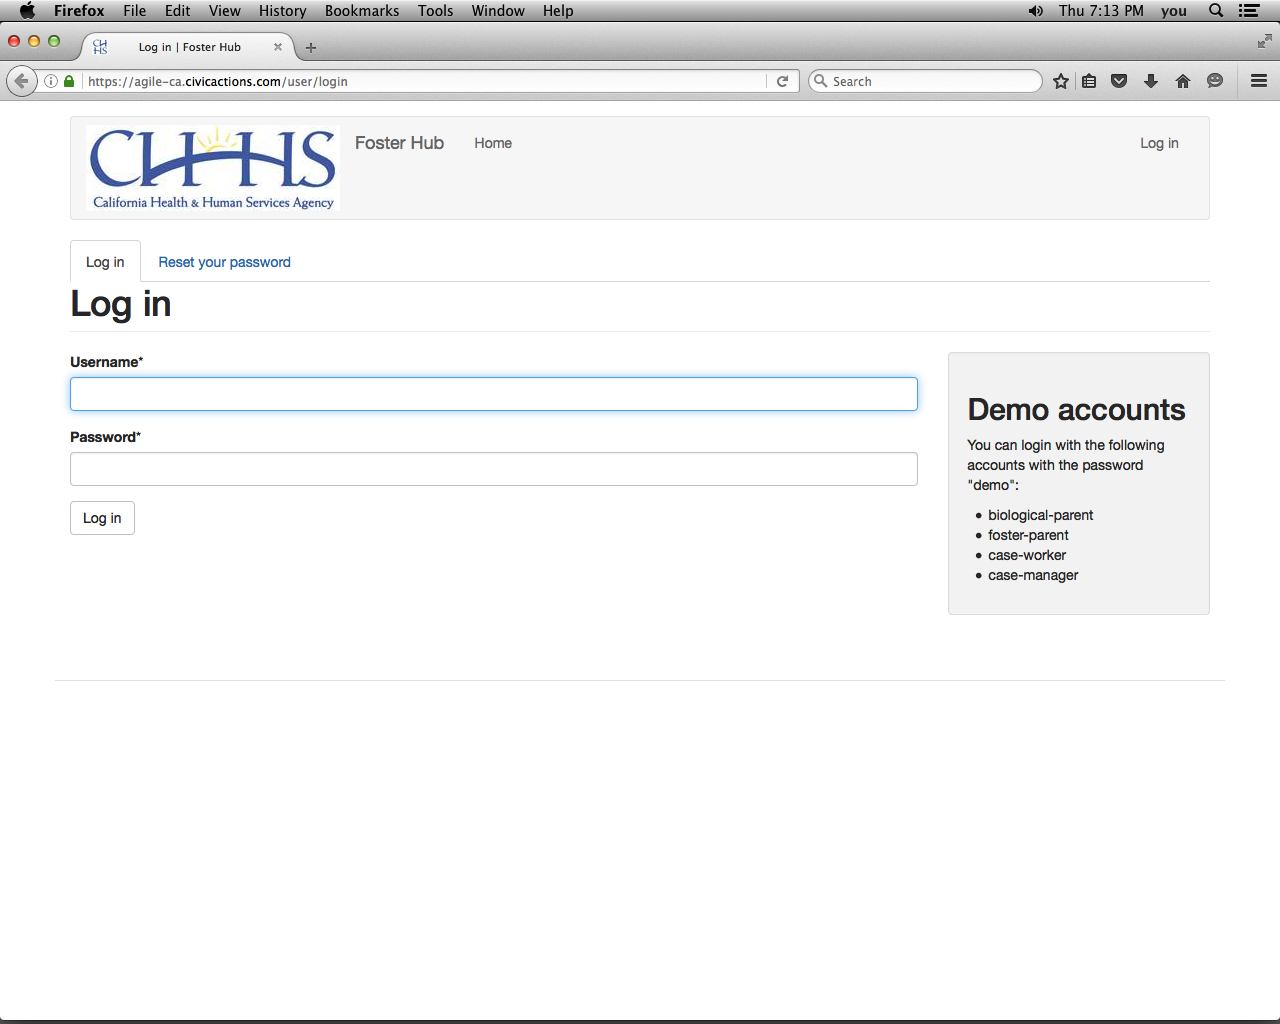 Firefox File Edit View History Bookmarks Tools Window Help Thu 7:13 PM you
CH HS Log in | Foster Hub
https://agile-ca.civicactions.com/user/login Search
CHHS
California Health & Human Services Agency
Foster Hub Home Log in
Log in Reset your password
Log in
Username*
Password*
Log in
Demo accounts
You can login with the following
accounts with the password
"demo":
• biological-parent
• foster-parent
• case-worker
• case-manager